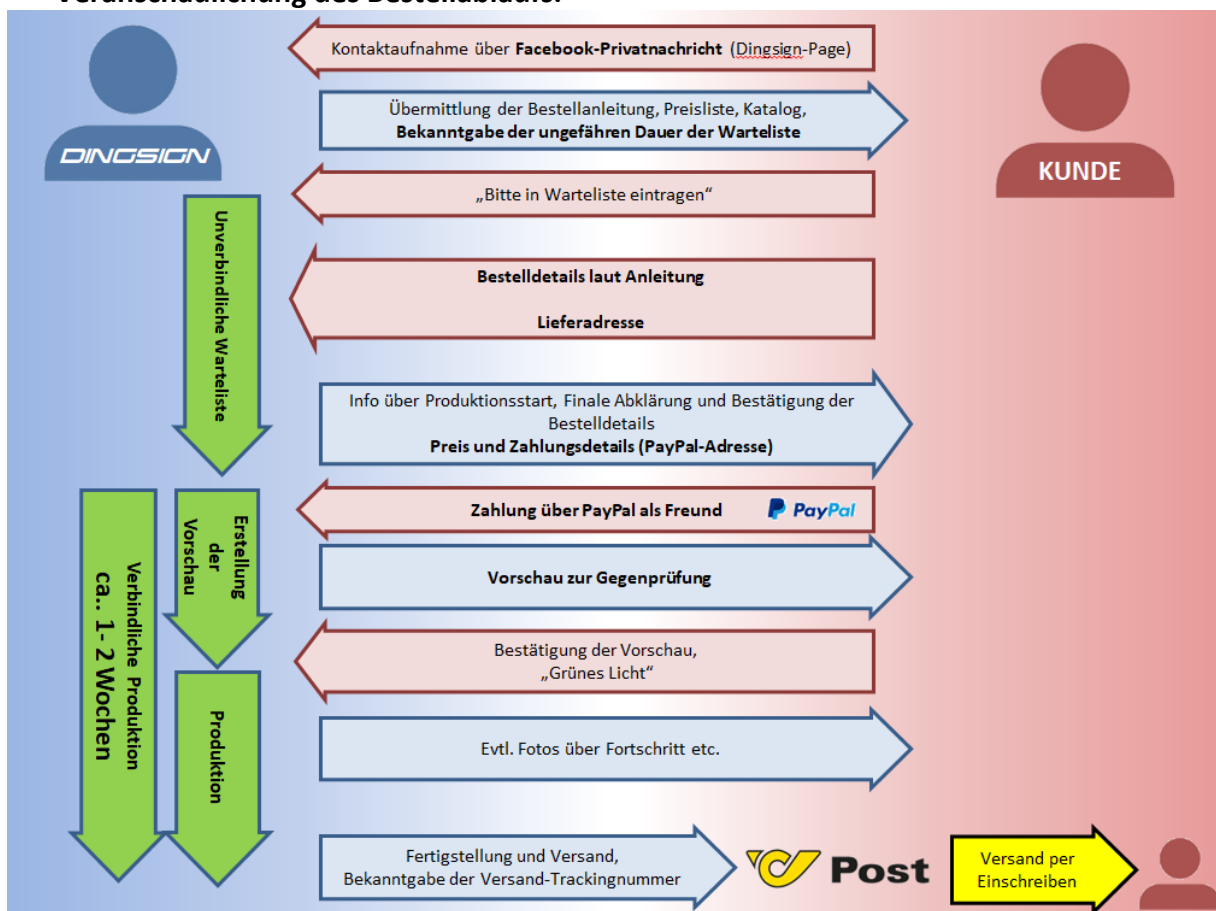 Veranschaulichung des Bestellablaufs:
Kontaktaufnahme über Facebook-Privatnachricht (Dingsign-Page)
Übermittlung der Bestellanleitung, Preisliste, Katalog,
Bekanntgabe der ungefähren Dauer der Warteliste
DINGSIGN
KUNDE
„Bitte in Warteliste eintragen“
Unverbindliche Warteliste
Bestelldetails laut Anleitung
Lieferadresse
Info über Produktionsstart, Finale Abklärung und Bestätigung der
Bestelldetails
Preis und Zahlungsdetails (PayPal-Adresse)
Zahlung über PayPal als Freund
PayPal
Erstellung
der
Vorschau
Vorschau zur Gegenprüfung
Verbindliche Produktion
ca.. 1- 2 Wochen
Bestätigung der Vorschau,
„Grünes Licht“
Produktion
Evtl. Fotos über Fortschritt etc.
Fertigstellung und Versand,
Bekanntgabe der Versand-Trackingnummer
Post
Versand per
Einschreiben